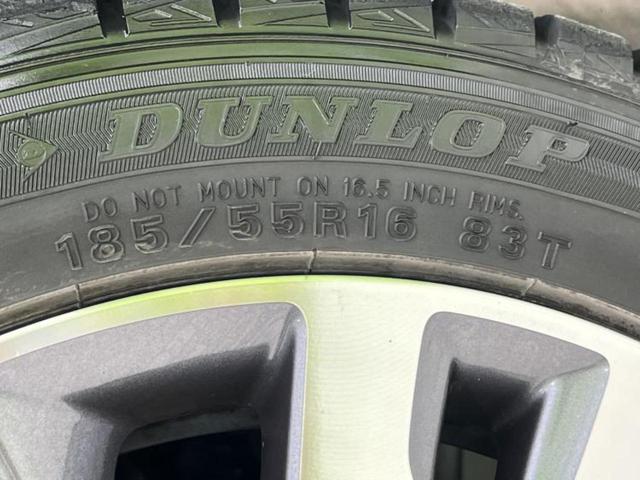 DUNLOP
DO NOT MOUNT ON 16.5 INCH RIMS.
185/55R16 83T